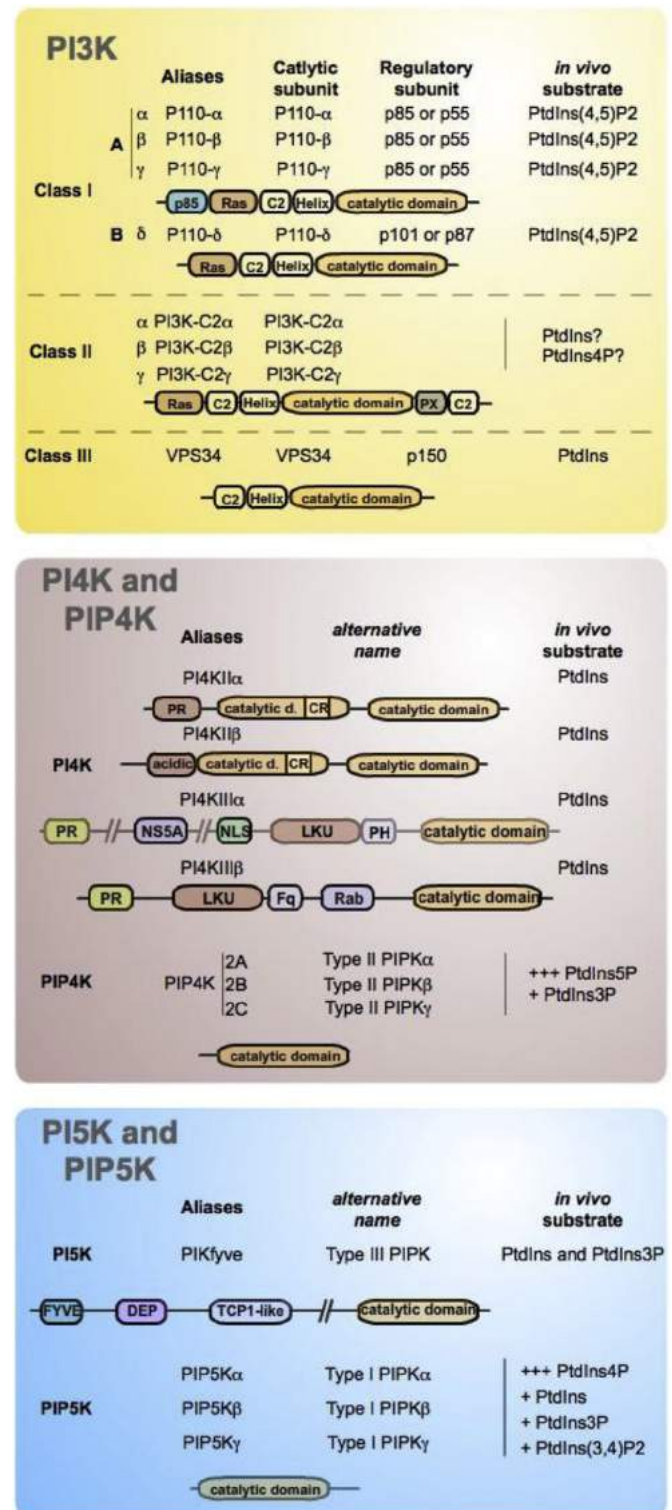 PI3K
Aliases Catlytic subunit Regulatory subunit in vivo substrate
α P110-α P110-α p85 or p55 PtdIns(4,5)P2
A β P110-β P110-β p85 or p55 PtdIns(4,5)P2
γ P110-γ P110-γ p85 or p55 PtdIns(4,5)P2
Class I
p85 Ras C2 Helix catalytic domain
B δ P110-δ P110-δ p101 or p87 PtdIns(4,5)P2
Ras C2 Helix catalytic domain
α PI3K-C2α PI3K-C2α PtdIns?
Class II β PI3K-C2β PI3K-C2β PtdIns4P?
γ PI3K-C2γ PI3K-C2γ
Ras C2 Helix catalytic domain PX C2
Class III VPS34 VPS34 p150 PtdIns
C2 Helix catalytic domain
PI4K and
PIP4K
Aliases alternative name in vivo substrate
PI4KIIα PtdIns
PR catalytic d. CR catalytic domain
PI4KIIβ PtdIns
PI4K acidic catalytic d. CR catalytic domain
PI4KIIIα PtdIns
PR // NS5A // NLS LKU PH catalytic domain
PI4KIIIβ PtdIns
PR LKU Fq Rab catalytic domain
2A Type II PIPKα +++ PtdIns5P
PIP4K PIP4K 2B Type II PIPKβ + PtdIns3P
2C Type II PIPKγ
catalytic domain
PI5K and
PIP5K
Aliases alternative name in vivo substrate
PI5K PIKfyve Type III PIPK PtdIns and PtdIns3P
FYVE DEP TCP1-like // catalytic domain
PIP5Kα Type I PIPKα +++ PtdIns4P
+ PtdIns
PIP5K PIP5Kβ Type I PIPKβ + PtdIns3P
PIP5Kγ Type I PIPKγ + PtdIns(3,4)P2
catalytic domain